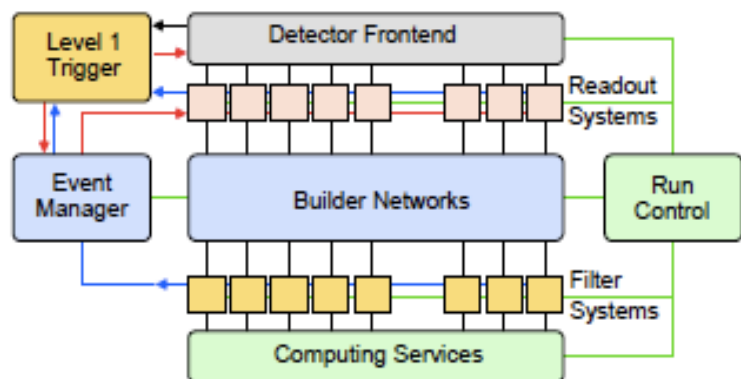 Level 1
Trigger
Detector Frontend
Readout
Systems
Event
Manager
Builder Networks
Run
Control
Filter
Systems
Computing Services